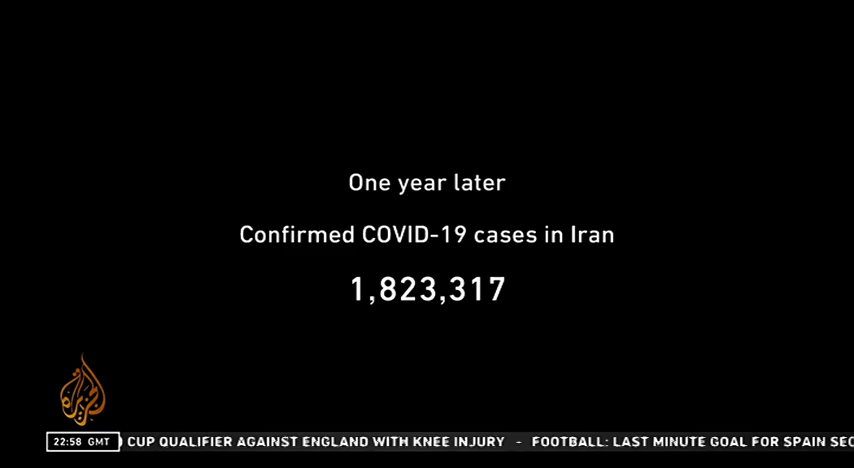 One year later
Confirmed COVID-19 cases in Iran
1,823,317
22:58 GMT
CUP QUALIFIER AGAINST ENGLAND WITH KNEE INJURY - FOOTBALL: LAST MINUTE GOAL FOR SPAIN